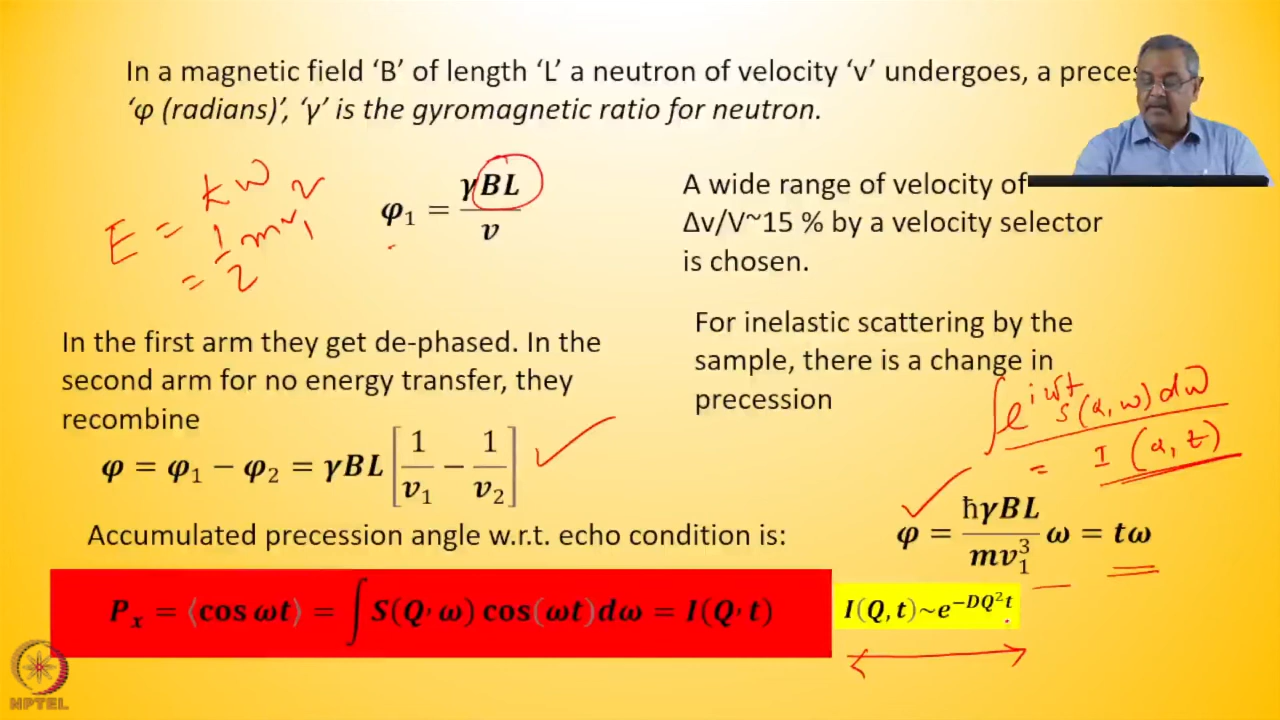 In a magnetic field ‘B’ of length ‘L’ a neutron of velocity ‘v’ undergoes, a preces
‘φ (radians)’, ‘γ’ is the gyromagnetic ratio for neutron.
φ₁ = γBL / v
E = ħω
= ½ mv₁²
A wide range of velocity of
Δv/V~15 % by a velocity selector
is chosen.
In the first arm they get de-phased. In the
second arm for no energy transfer, they
recombine
φ = φ₁ − φ₂ = γBL [1/v₁ − 1/v₂]
For inelastic scattering by the
sample, there is a change in
precession
∫ e^{iωt} S(Q, ω) dω
= I (Q, t)
φ = ħγBL / mv₁³ ω = tω
Accumulated precession angle w.r.t. echo condition is:
Pₓ = ⟨cos ωt⟩ = ∫ S(Q, ω) cos(ωt)dω = I(Q, t)
I(Q, t)~e^{−DQ²t}
NPTEL